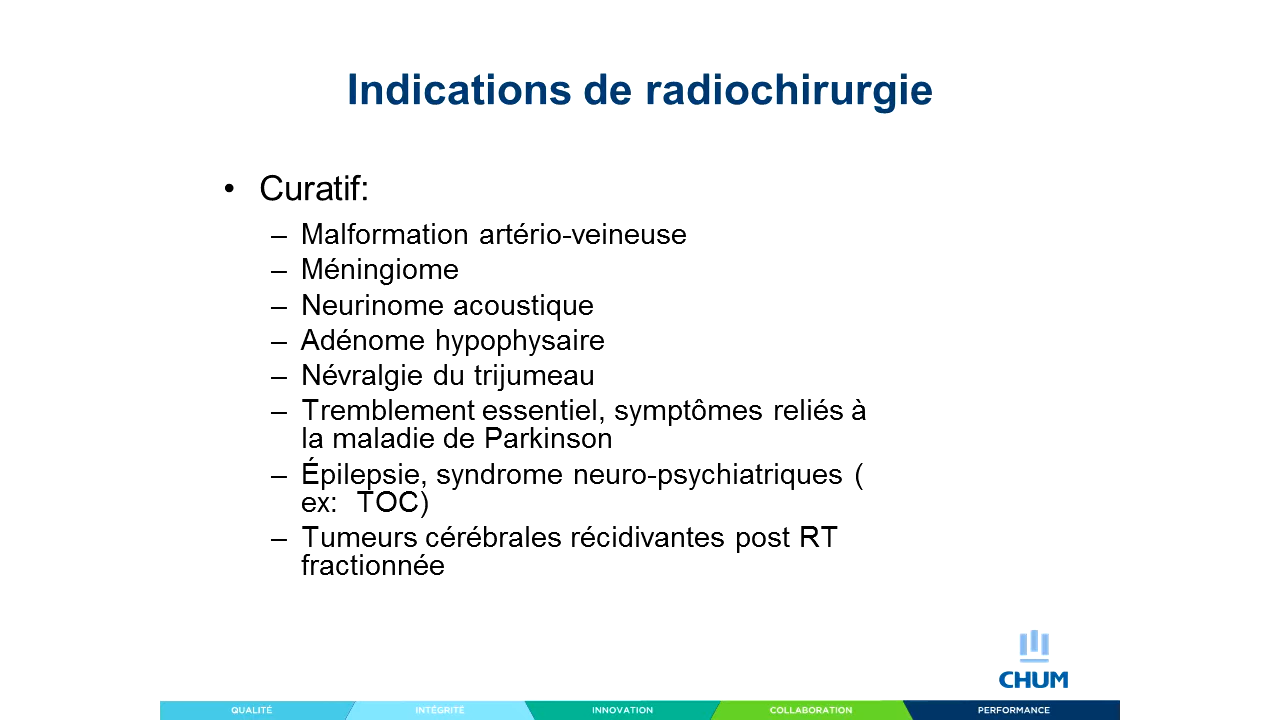 Indications de radiochirurgie
• Curatif:
– Malformation artério-veineuse
– Méningiome
– Neurinome acoustique
– Adénome hypophysaire
– Névralgie du trijumeau
– Tremblement essentiel, symptômes reliés à
la maladie de Parkinson
– Épilepsie, syndrome neuro-psychiatriques (
ex: TOC)
– Tumeurs cérébrales récidivantes post RT
fractionnée
CHUM
QUALITÉ INTÉGRITÉ INNOVATION COLLABORATION PERFORMANCE